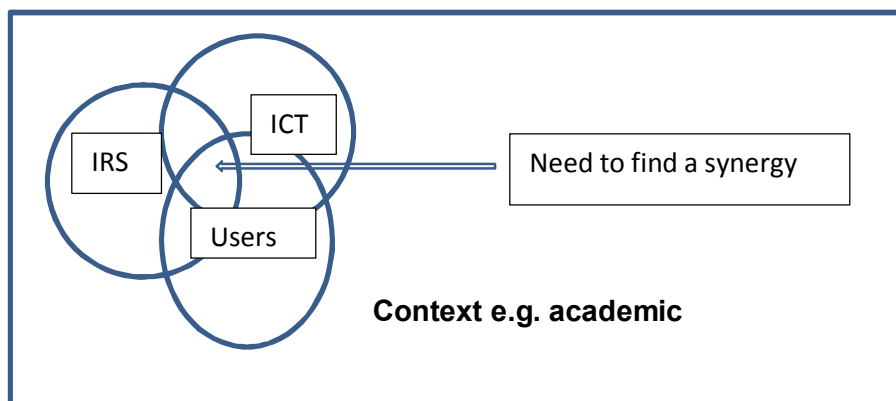 ICT
IRS
Need to find a synergy
Users
Context e.g. academic